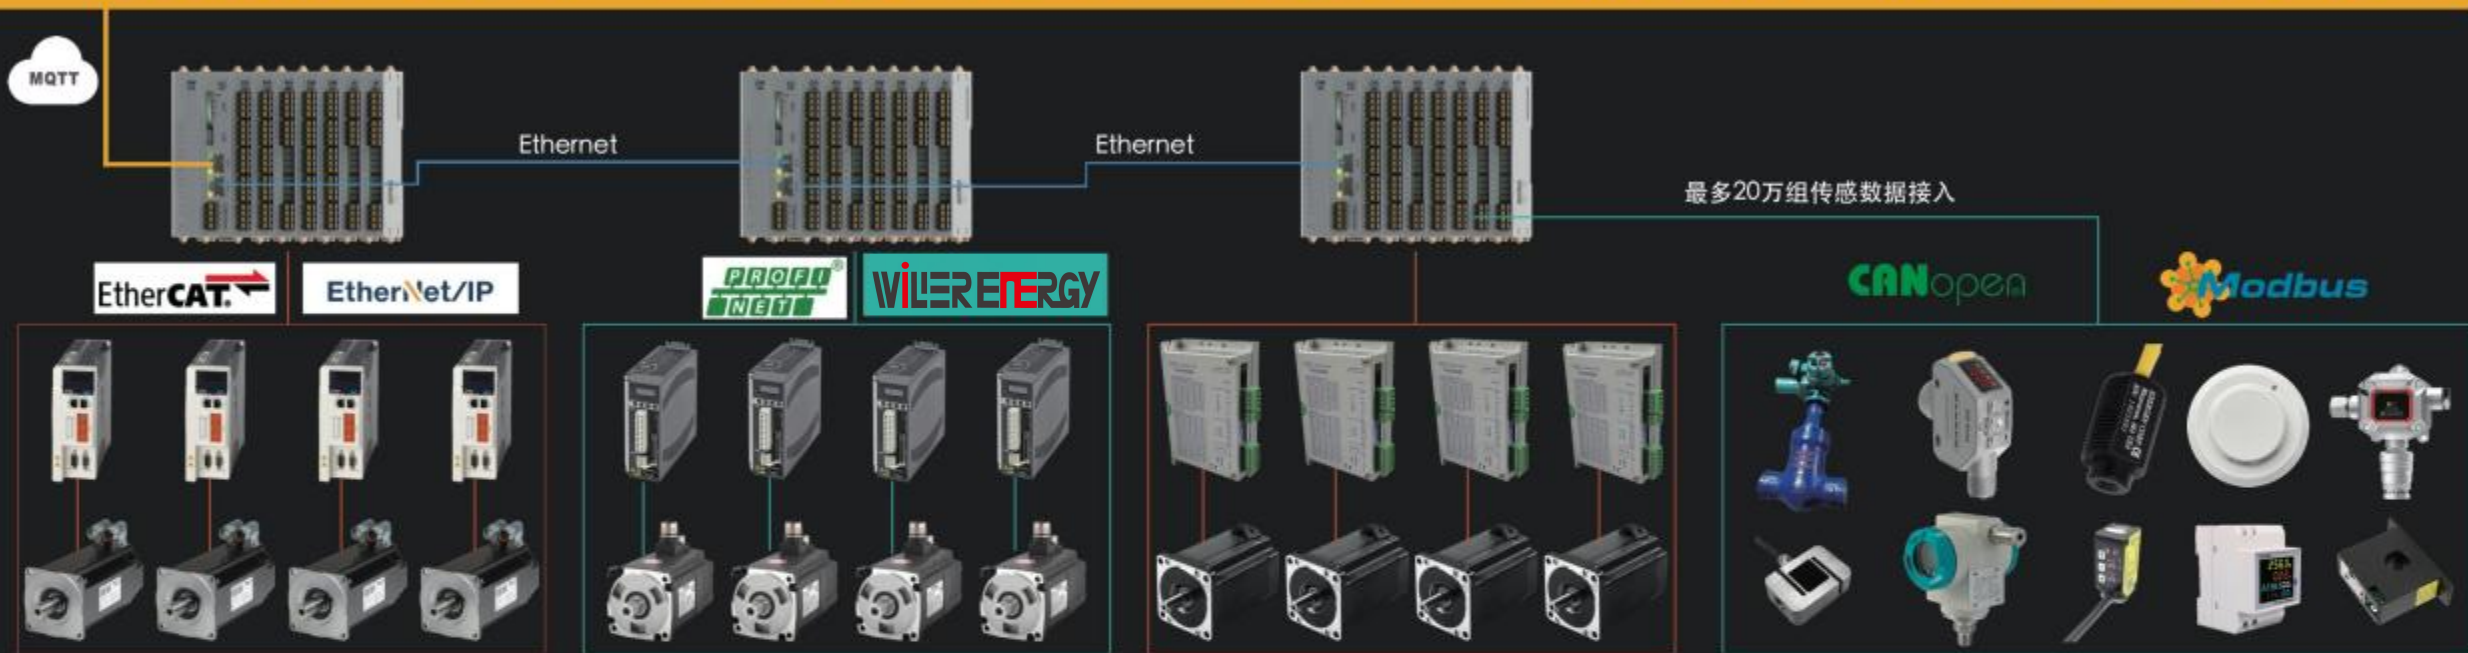 MQTT
Ethernet
Ethernet
最多20万组传感数据接入
EtherCAT.
EtherNet/IP
PROFI
NET
®
WILIER ENERGY
CANopen
Modbus